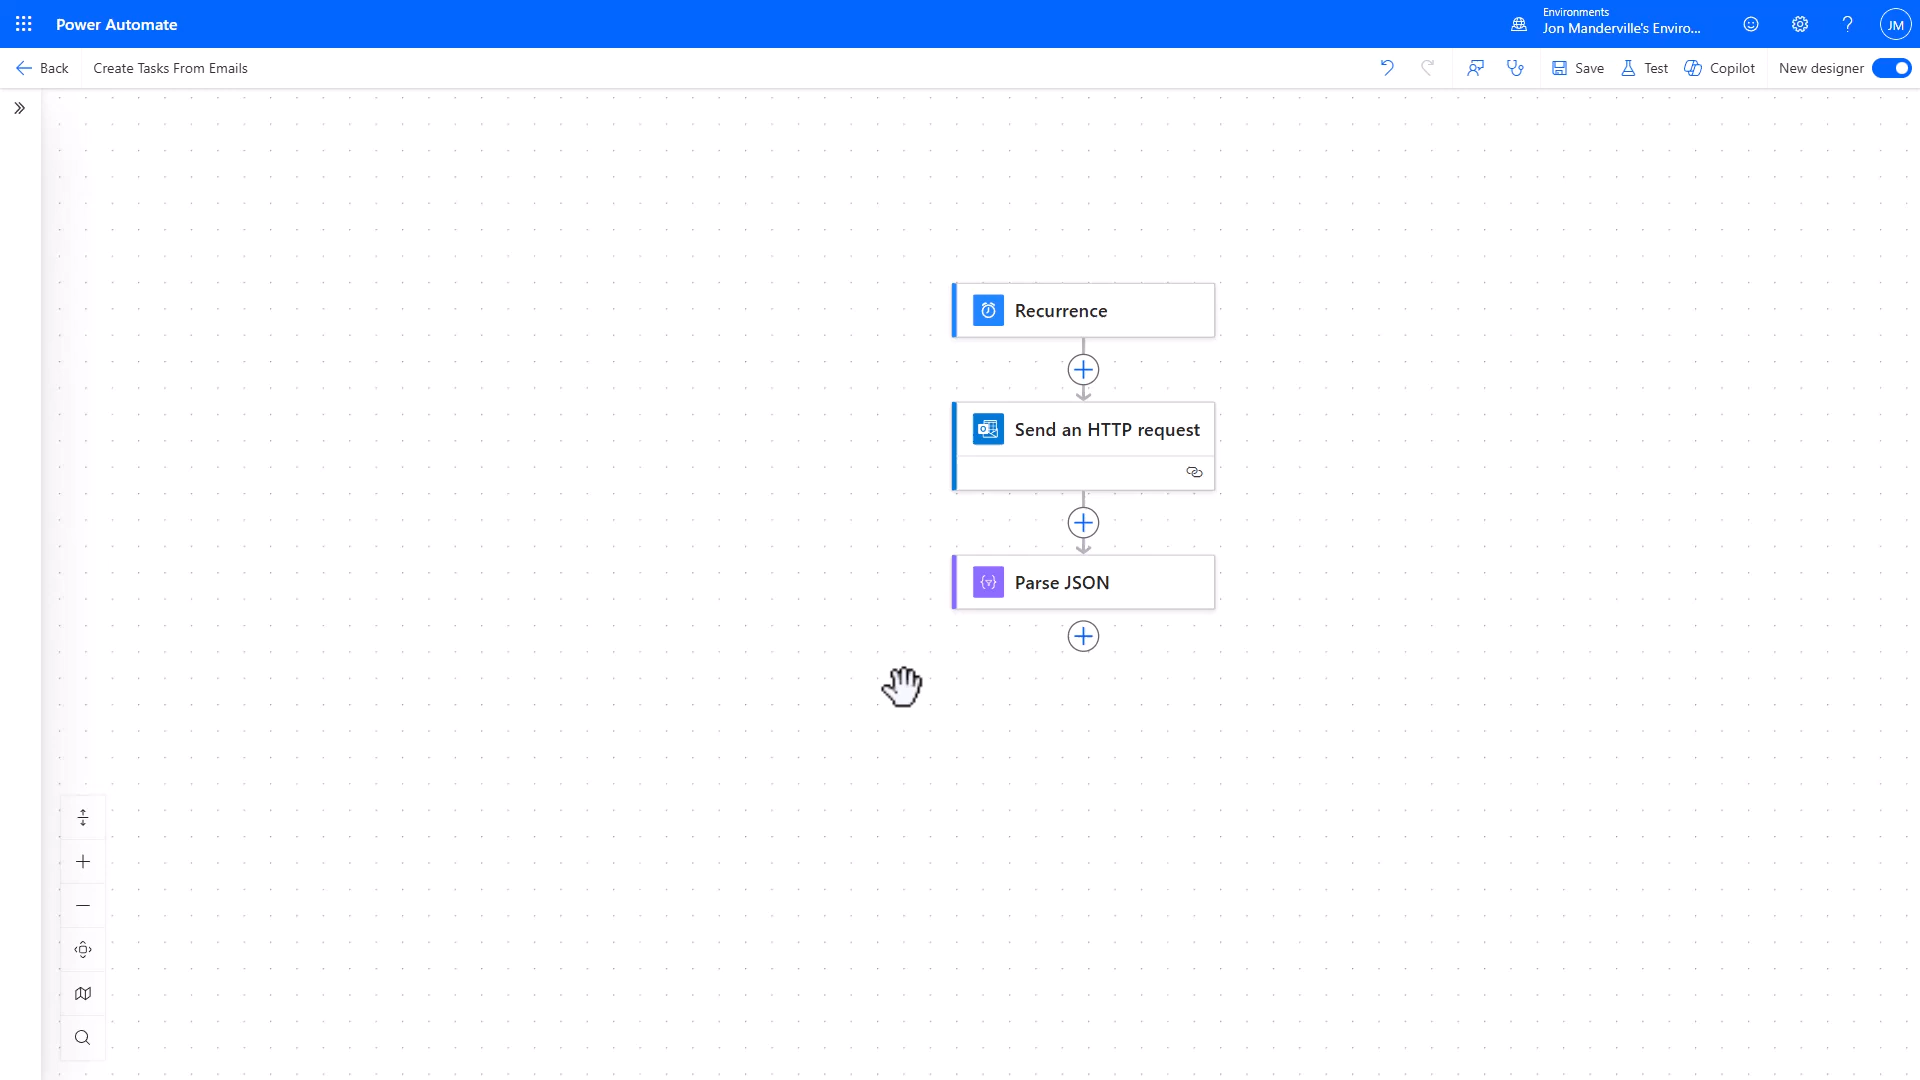 Power Automate
Environments
Jon Manderville's Enviro...
JM
Back
Create Tasks From Emails
Save
Test
Copilot
New designer
Recurrence
Send an HTTP request
Parse JSON